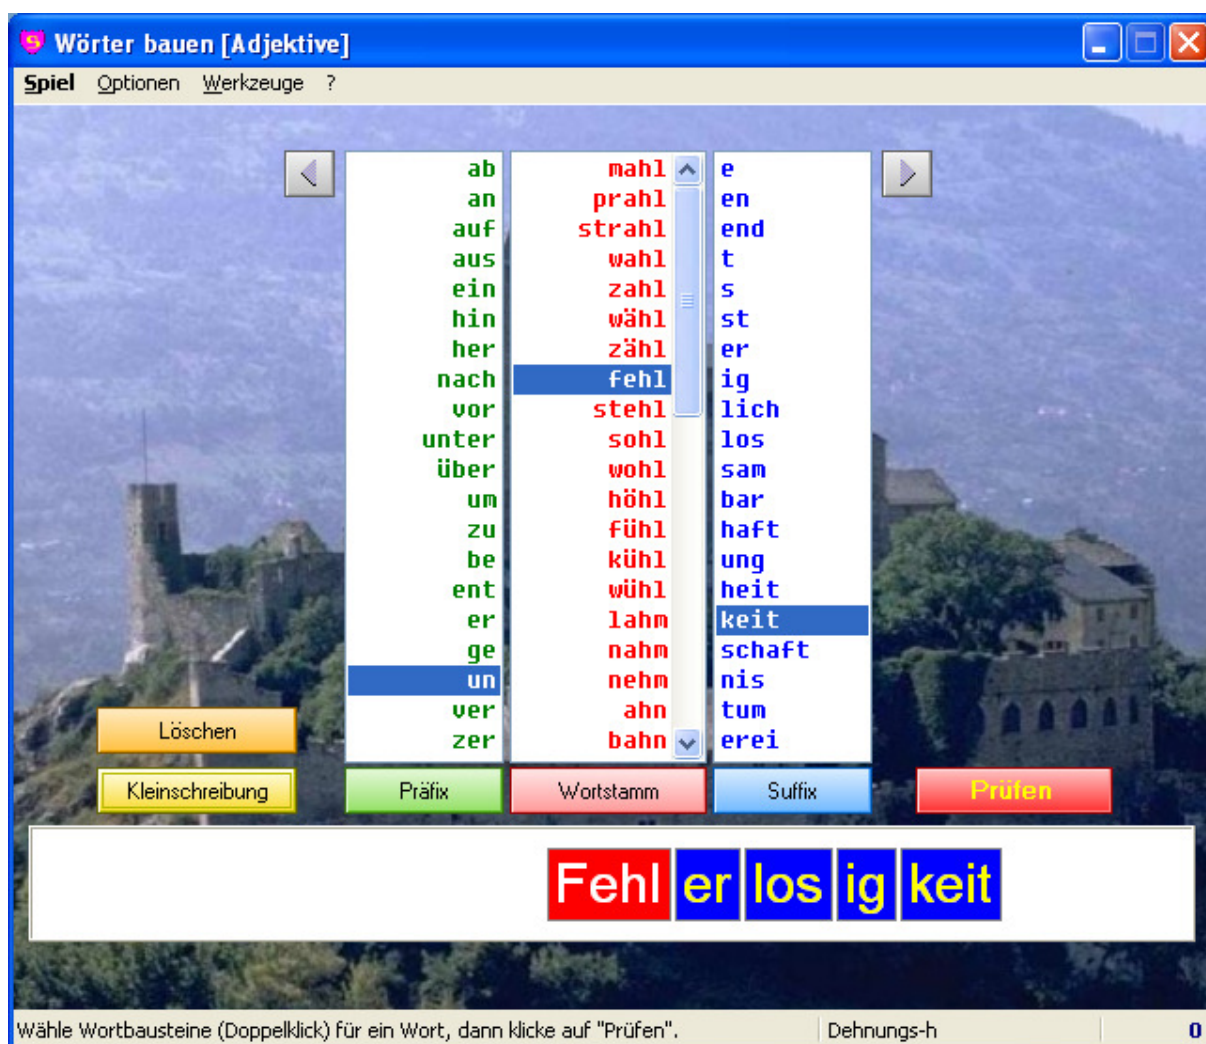 Wörter bauen [Adjektive]
Spiel Optionen Werkzeuge ?
ab mahl e
an prahl en
auf strahl end
aus wahl t
ein zahl s
hin wähl st
her zähl er
nach fehl ig
vor stehl lich
unter sohl los
über wohl sam
um höhl bar
zu fühl haft
be kühl ung
ent wühl heit
er lahm keit
ge nahm schaft
un nehm nis
ver ahn tum
zer bahn erei
Löschen
Kleinschreibung Präfix Wortstamm Suffix Prüfen
Fehl er los ig keit
Wähle Wortbausteine (Doppelklick) für ein Wort, dann klicke auf "Prüfen". Dehnungs-h 0